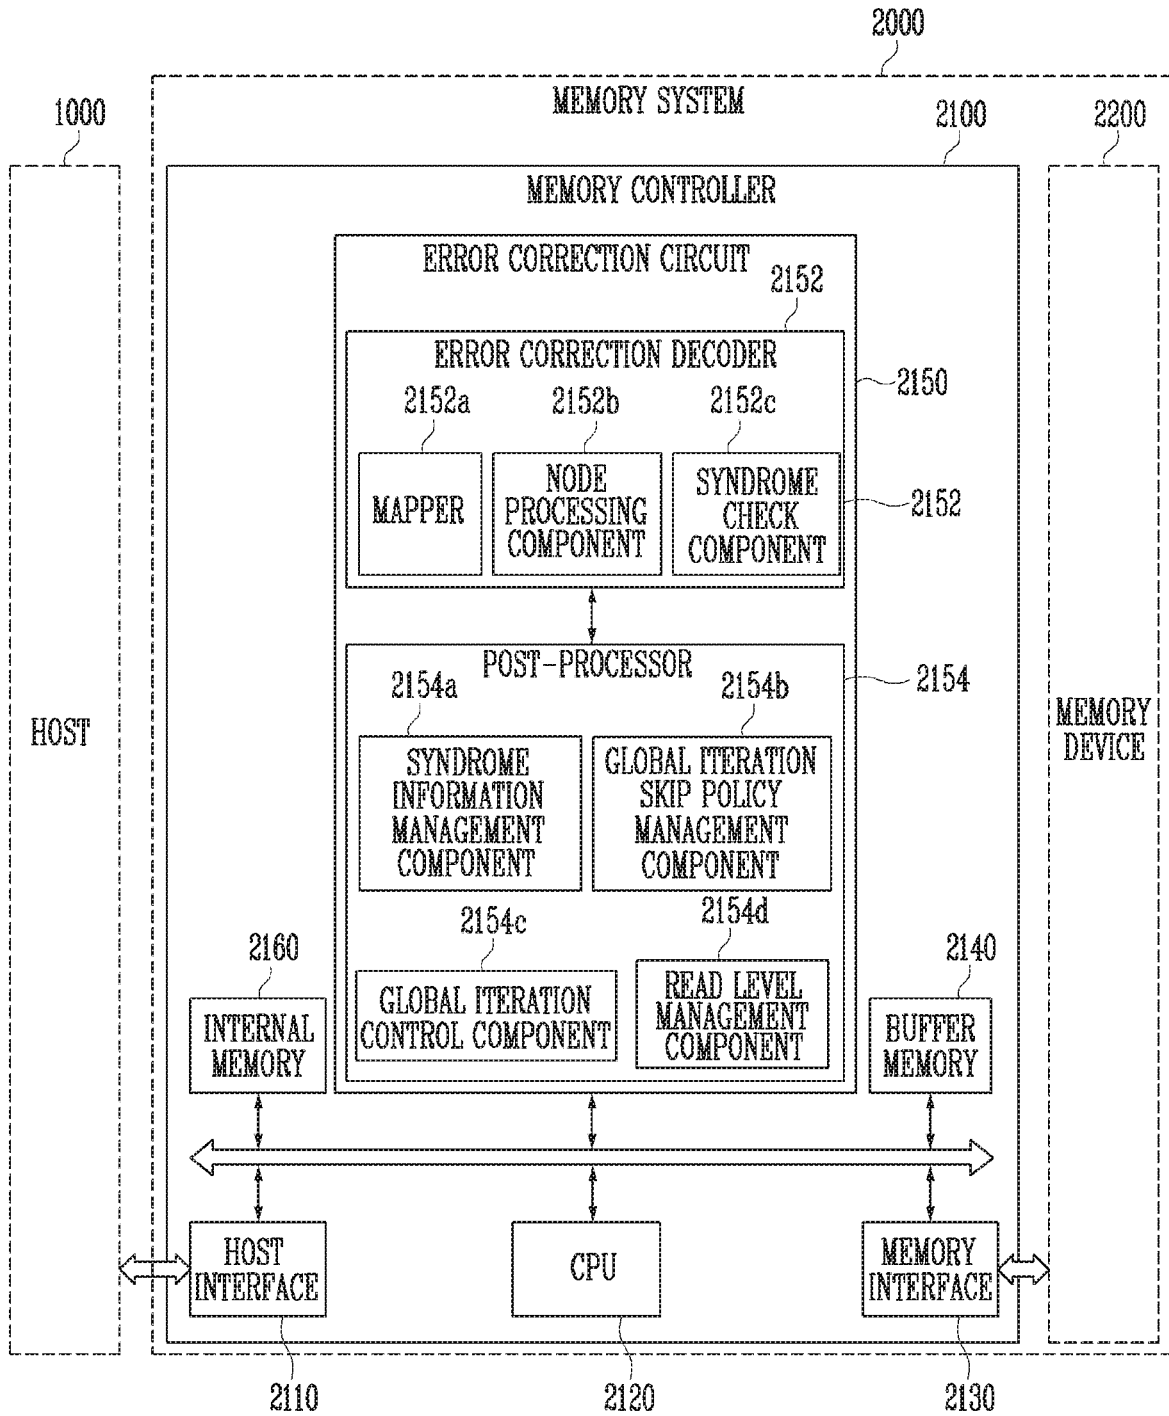 2000
MEMORY SYSTEM
1000
2100
2200
MEMORY CONTROLLER
ERROR CORRECTION CIRCUIT
2152
ERROR CORRECTION DECODER
2150
2152a
2152b
2152c
MAPPER
NODE
PROCESSING
COMPONENT
SYNDROME
CHECK
COMPONENT
2152
POST-PROCESSOR
2154
2154a
2154b
HOST
MEMORY
DEVICE
SYNDROME
INFORMATION
MANAGEMENT
COMPONENT
GLOBAL ITERATION
SKIP POLICY
MANAGEMENT
COMPONENT
2154c
2154d
2160
2140
INTERNAL
MEMORY
GLOBAL ITERATION
CONTROL COMPONENT
READ LEVEL
MANAGEMENT
COMPONENT
BUFFER
MEMORY
HOST
INTERFACE
CPU
MEMORY
INTERFACE
2110
2120
2130